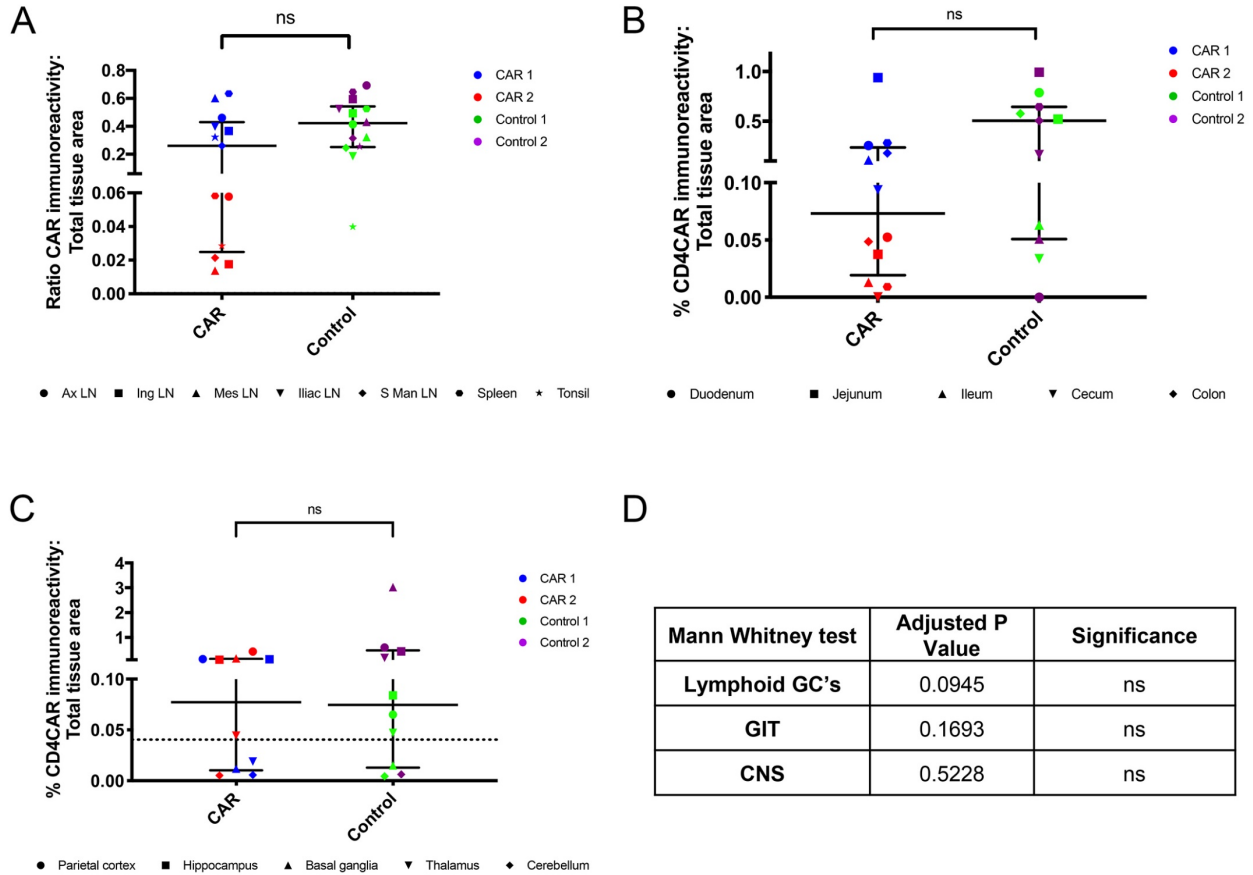 A
ns
Ratio CAR immunoreactivity:
Total tissue area
0.8
0.6
0.4
0.2
0.06
0.04
0.02
0.00
CAR
Control
CAR 1
CAR 2
Control 1
Control 2
Ax LN
Ing LN
Mes LN
Iliac LN
S Man LN
Spleen
Tonsil
B
ns
% CD4CAR immunoreactivity:
Total tissue area
1.0
0.5
0.10
0.05
0.00
CAR
Control
CAR 1
CAR 2
Control 1
Control 2
Duodenum
Jejunum
Ileum
Cecum
Colon
C
ns
% CD4CAR immunoreactivity:
Total tissue area
4
3
2
1
0.10
0.05
0.00
CAR
Control
CAR 1
CAR 2
Control 1
Control 2
Parietal cortex
Hippocampus
Basal ganglia
Thalamus
Cerebellum
D
Mann Whitney test
Adjusted P
Value
Significance
Lymphoid GC's
0.0945
ns
GIT
0.1693
ns
CNS
0.5228
ns